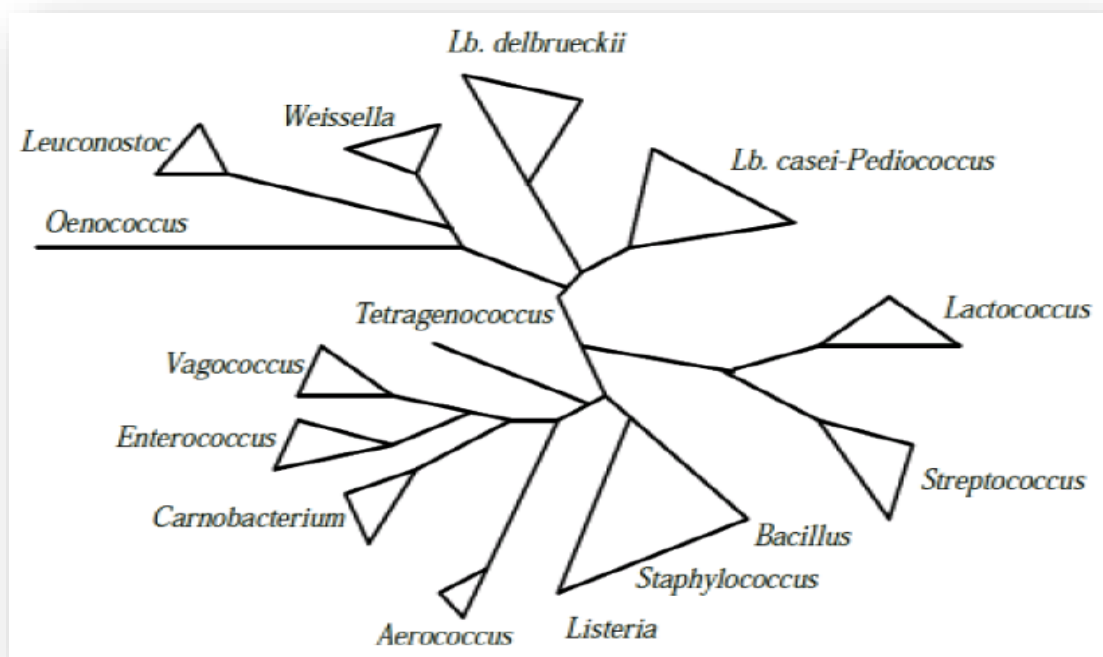 Lb. delbrueckii
Weissella
Leuconostoc
Lb. casei-Pediococcus
Oenococcus
Lactococcus
Tetragenococcus
Vagococcus
Enterococcus
Streptococcus
Carnobacterium
Bacillus
Staphylococcus
Listeria
Aerococcus